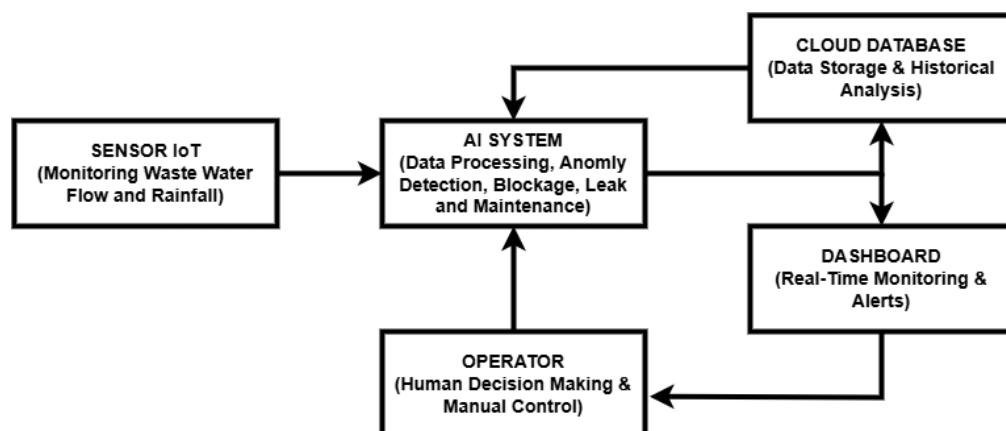 CLOUD DATABASE
(Data Storage & Historical
Analysis)
SENSOR IoT
(Monitoring Waste Water
Flow and Rainfall)
AI SYSTEM
(Data Processing, Anomly
Detection, Blockage, Leak
and Maintenance)
DASHBOARD
(Real-Time Monitoring &
Alerts)
OPERATOR
(Human Decision Making &
Manual Control)